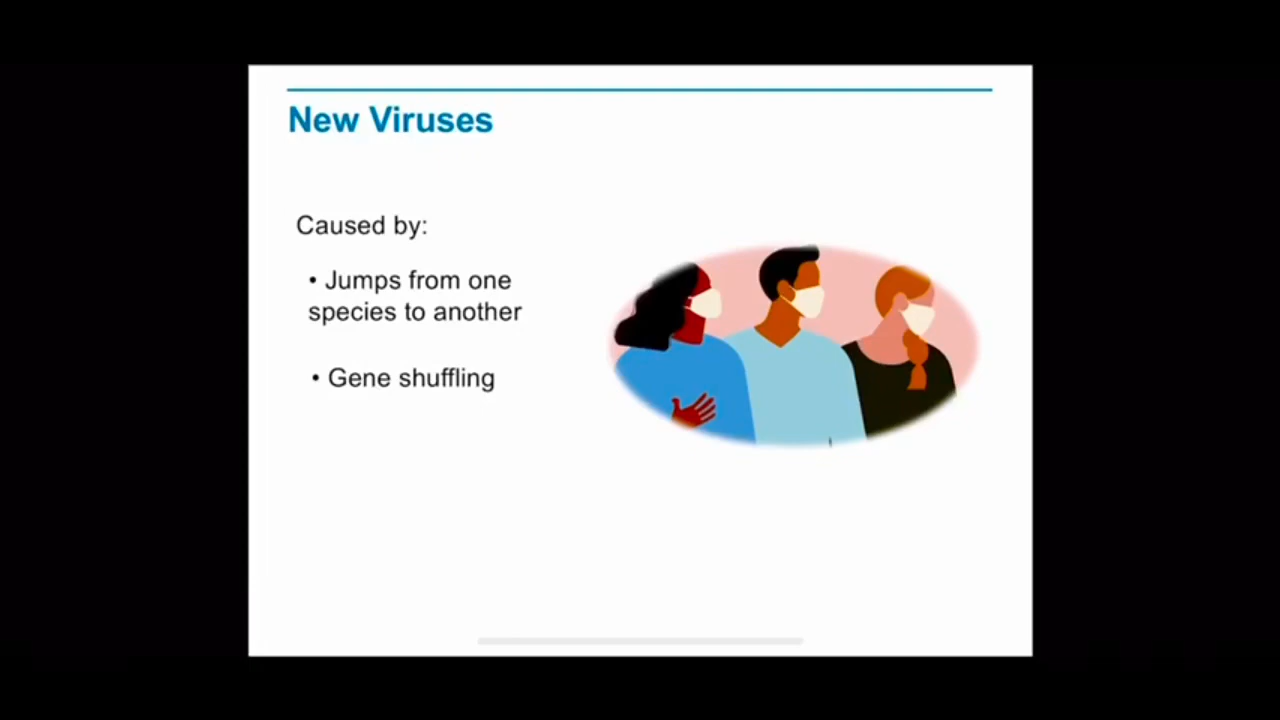 New Viruses
Caused by:
• Jumps from one
species to another
• Gene shuffling